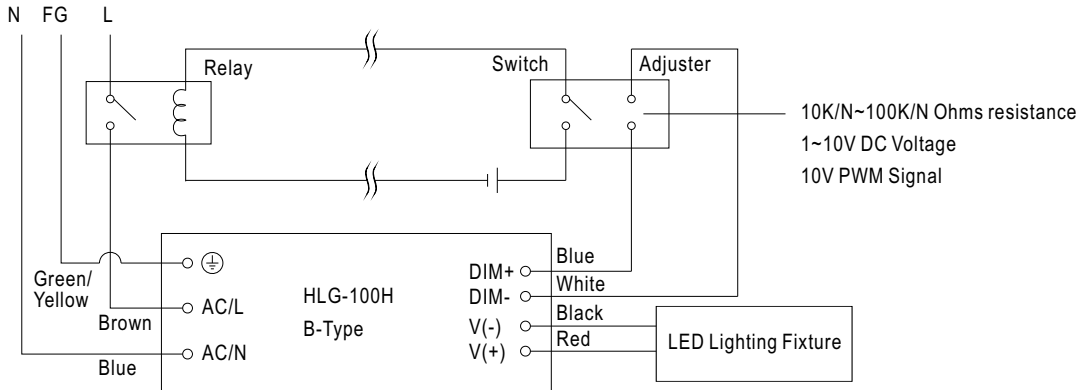 N FG L
Relay
Switch
Adjuster
10K/N~100K/N Ohms resistance
1~10V DC Voltage
10V PWM Signal
Green/
Yellow
Brown
Blue
AC/L
AC/N
HLG-100H
B-Type
DIM+
DIM-
V(-)
V(+)
Blue
White
Black
Red
LED Lighting Fixture